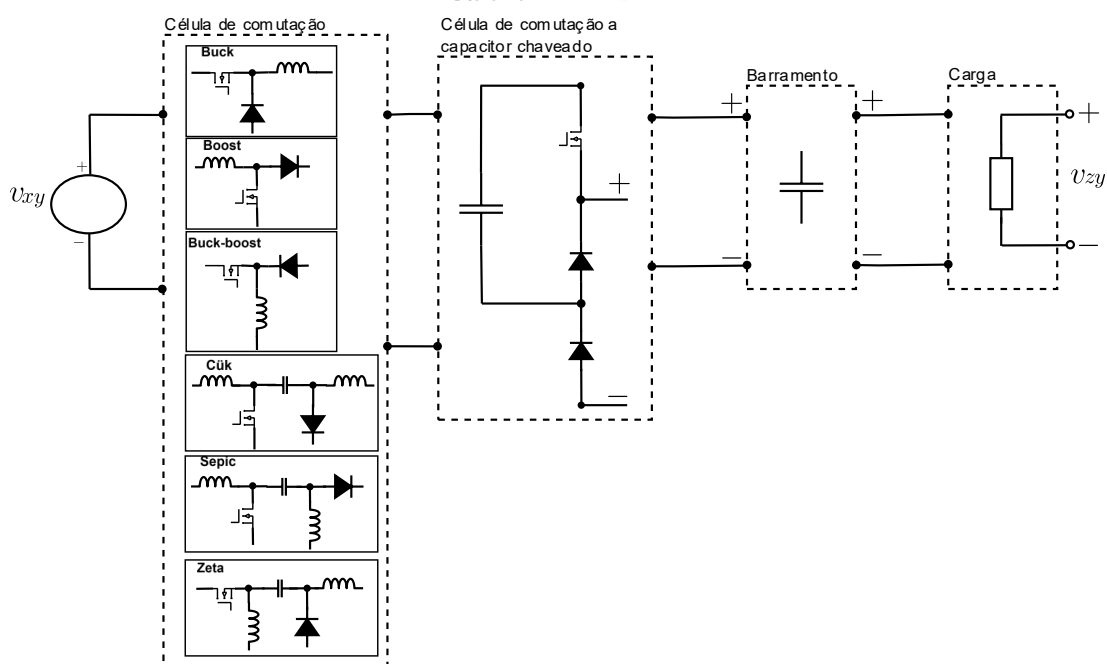 Célula de comutação
Célula de comutação a
capacitor chaveado
Barramento
Carga
Buck
Boost
Buck-boost
Cük
Sepic
Zeta
+
vxy
−
+
−
+
−
+
−
+
vzy
−